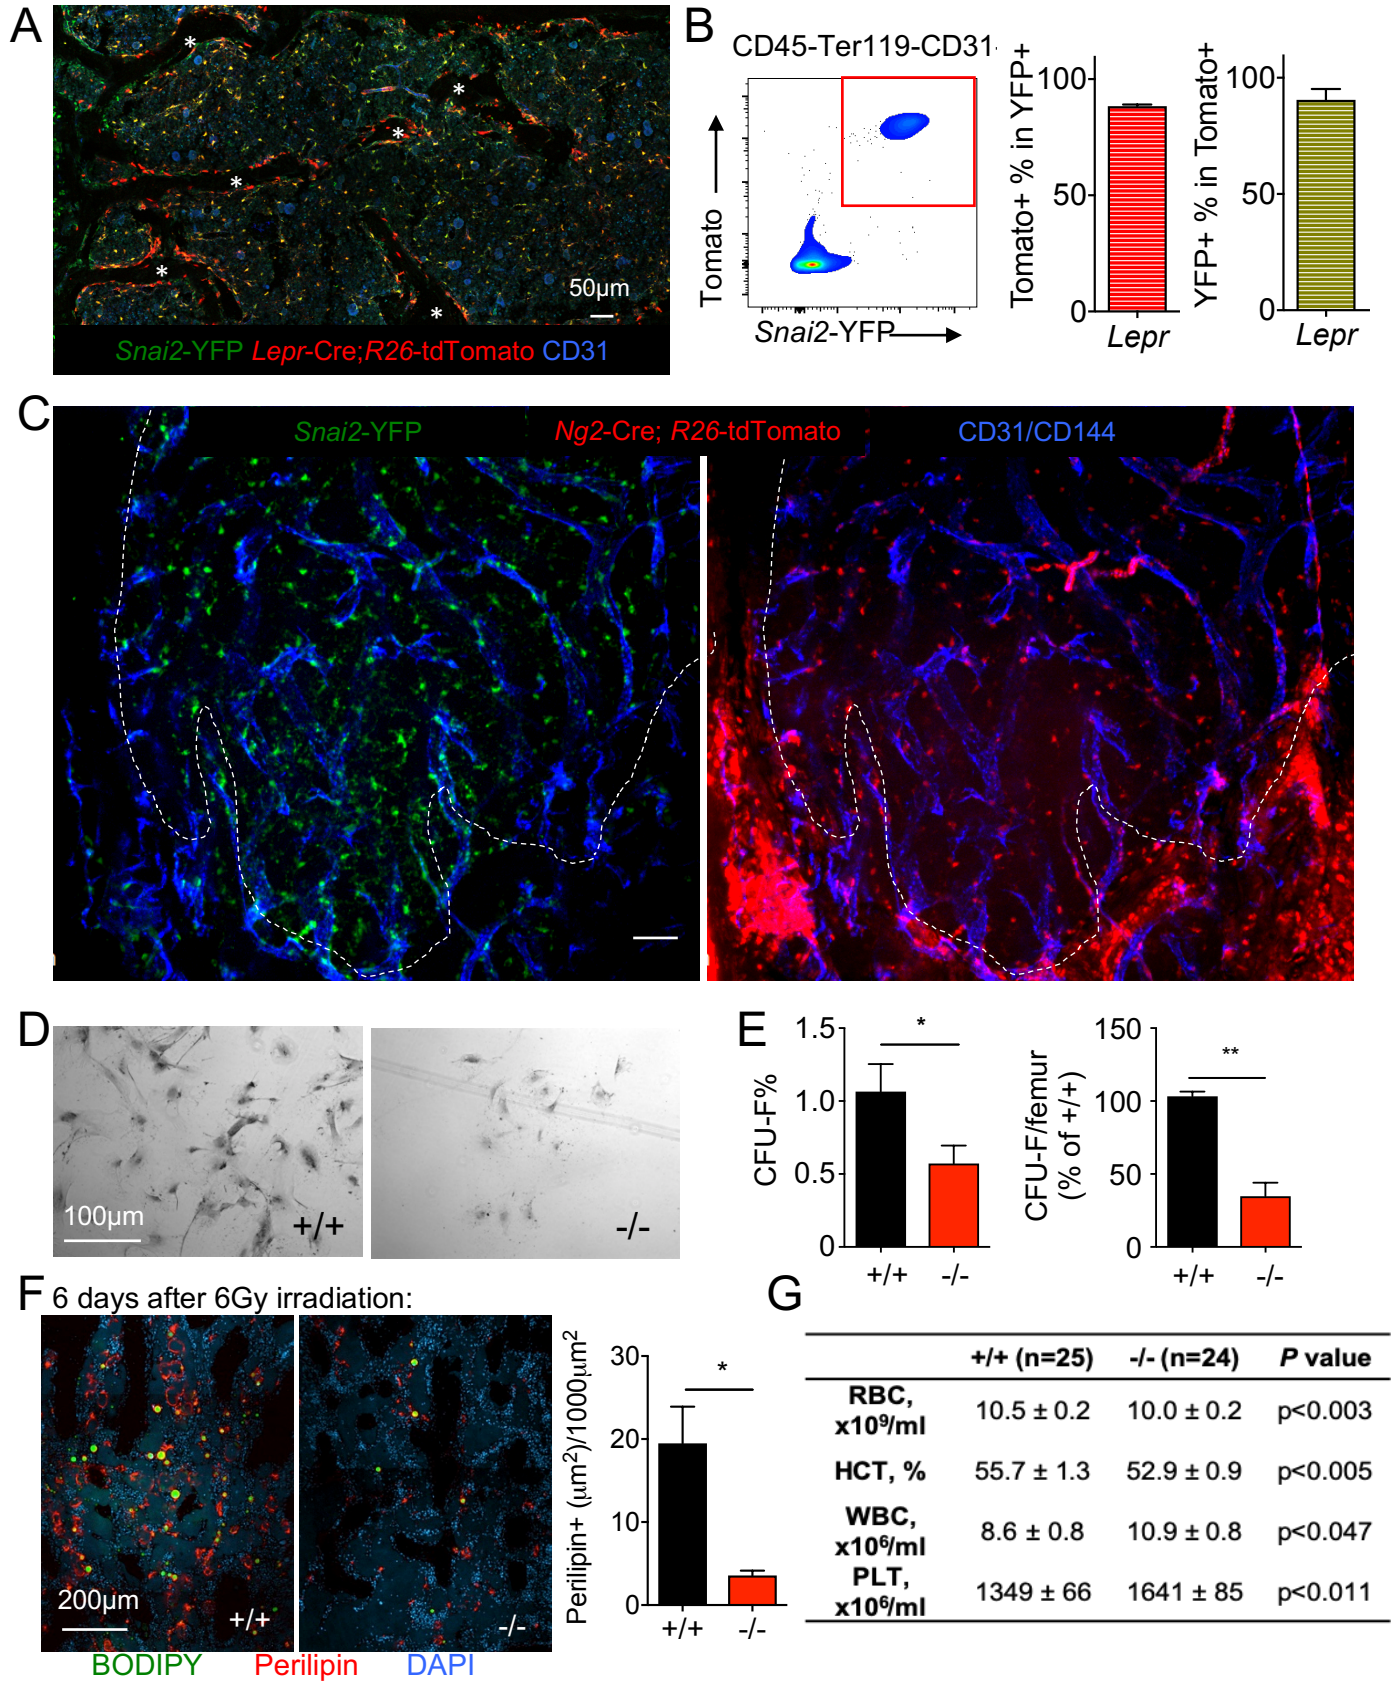 A
*
*
*
*
*
*
50µm
Snai2-YFP Lepr-Cre;R26-tdTomato CD31
B
CD45-Ter119-CD31-
Tomato
Snai2-YFP
Tomato+ % in YFP+
100
50
0
Lepr
YFP+ % in Tomato+
100
50
0
Lepr
C
Snai2-YFP Ng2-Cre; R26-tdTomato CD31/CD144
D
100µm
+/+
-/-
E
CFU-F%
1.5
1.0
0.5
0
*
+/+ -/-
CFU-F/femur
(% of +/+)
150
100
50
0
**
+/+ -/-
F 6 days after 6Gy irradiation:
200µm
+/+
-/-
BODIPY Perilipin DAPI
Perilipin+ (µm²)/1000µm²
30
20
10
0
*
+/+ -/-
G
+/+ (n=25) -/- (n=24) P value
RBC,
x10⁹/ml 10.5 ± 0.2 10.0 ± 0.2 p<0.003
HCT, % 55.7 ± 1.3 52.9 ± 0.9 p<0.005
WBC,
x10⁶/ml 8.6 ± 0.8 10.9 ± 0.8 p<0.047
PLT,
x10⁶/ml 1349 ± 66 1641 ± 85 p<0.011